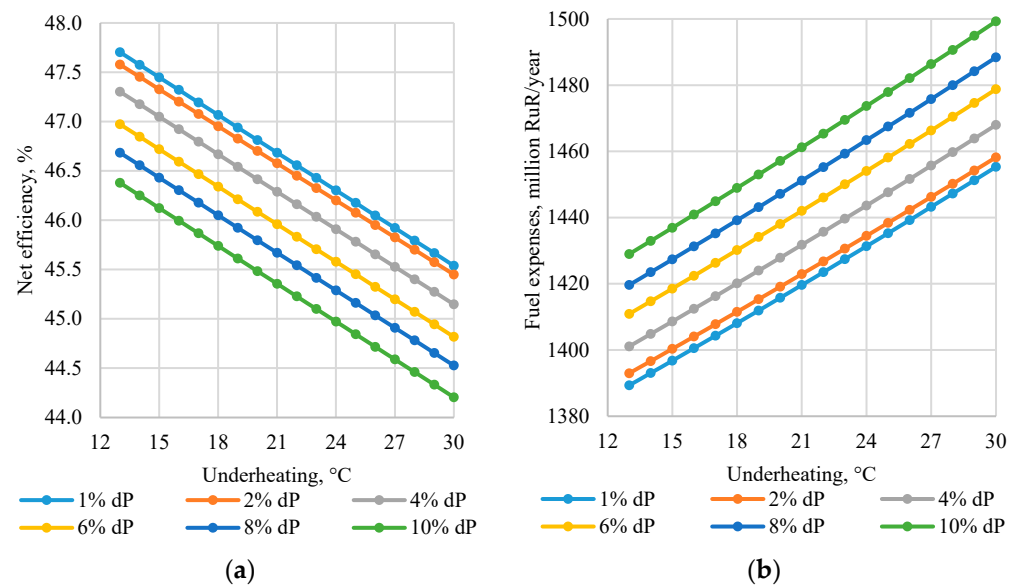 Net efficiency, %
48.0
47.5
47.0
46.5
46.0
45.5
45.0
44.5
44.0
12 15 18 21 24 27 30
Underheating, °C
1% dP 2% dP 4% dP
6% dP 8% dP 10% dP
(a)
Fuel expenses, million RuR/year
1500
1480
1460
1440
1420
1400
1380
12 15 18 21 24 27 30
Underheating, °C
1% dP 2% dP 4% dP
6% dP 8% dP 10% dP
(b)